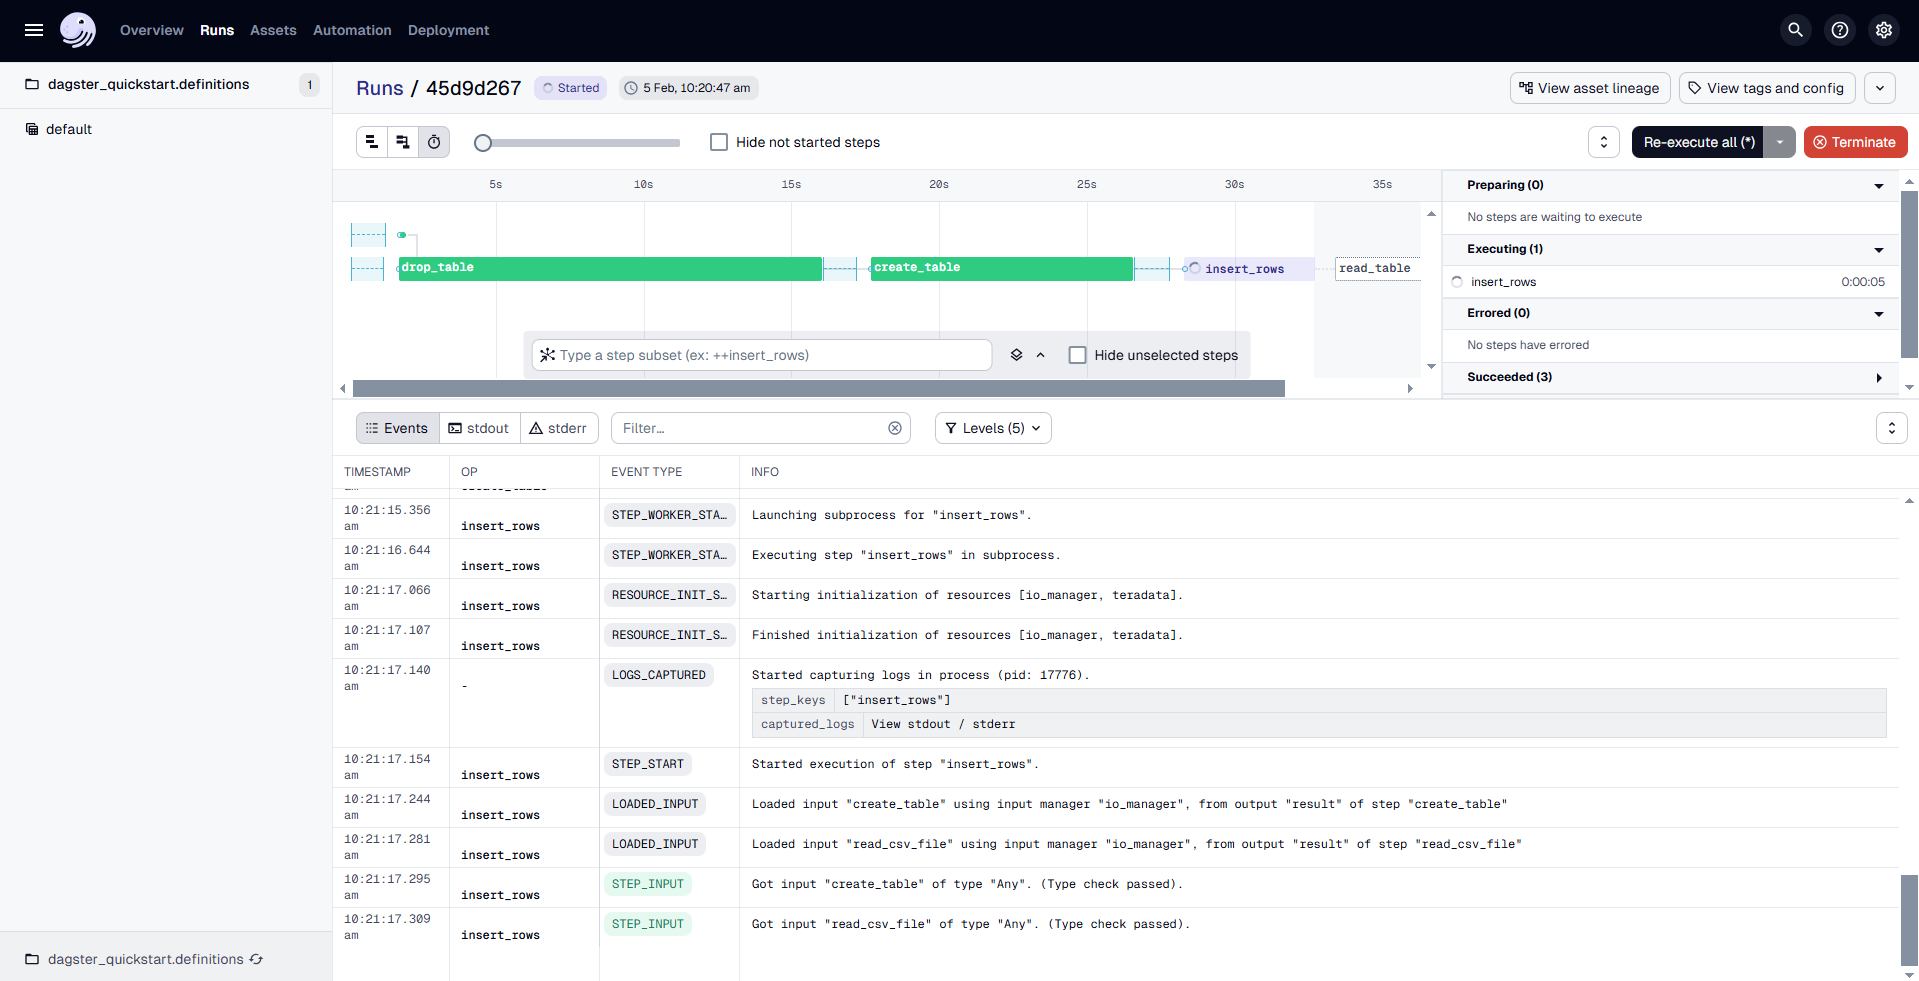 Overview Runs Assets Automation Deployment
dagster_quickstart.definitions 1
default
Runs / 45d9d267 Started 5 Feb, 10:20:47 am View asset lineage View tags and config
Hide not started steps Re-execute all (*) Terminate
5s 10s 15s 20s 25s 30s 35s
drop_table create_table insert_rows read_table
Type a step subset (ex: ++insert_rows) Hide unselected steps
Preparing (0)
No steps are waiting to execute
Executing (1)
insert_rows 0:00:05
Errored (0)
No steps have errored
Succeeded (3)
Events stdout stderr Filter... Levels (5)
TIMESTAMP OP EVENT TYPE INFO
10:21:15.356 am insert_rows STEP_WORKER_STA... Launching subprocess for "insert_rows".
10:21:16.644 am insert_rows STEP_WORKER_STA... Executing step "insert_rows" in subprocess.
10:21:17.066 am insert_rows RESOURCE_INIT_S... Starting initialization of resources [io_manager, teradata].
10:21:17.107 am insert_rows RESOURCE_INIT_S... Finished initialization of resources [io_manager, teradata].
10:21:17.140 am - LOGS_CAPTURED Started capturing logs in process (pid: 17776).
step_keys ["insert_rows"]
captured_logs View stdout / stderr
10:21:17.154 am insert_rows STEP_START Started execution of step "insert_rows".
10:21:17.244 am insert_rows LOADED_INPUT Loaded input "create_table" using input manager "io_manager", from output "result" of step "create_table"
10:21:17.281 am insert_rows LOADED_INPUT Loaded input "read_csv_file" using input manager "io_manager", from output "result" of step "read_csv_file"
10:21:17.295 am insert_rows STEP_INPUT Got input "create_table" of type "Any". (Type check passed).
10:21:17.309 am insert_rows STEP_INPUT Got input "read_csv_file" of type "Any". (Type check passed).
dagster_quickstart.definitions